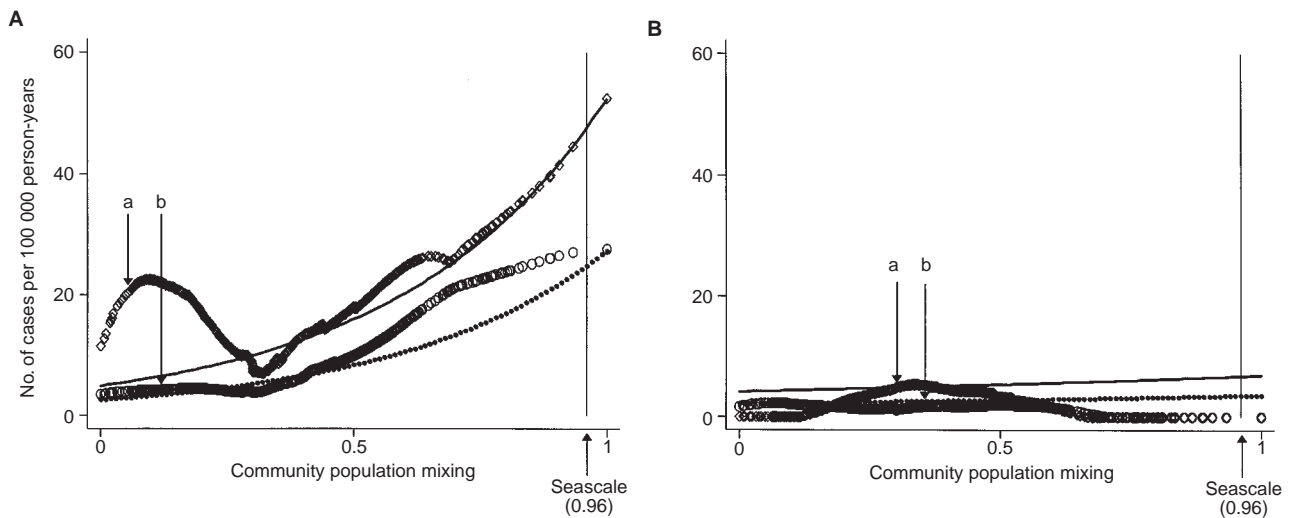 A
No. of cases per 100 000 person-years
60
40
20
0
a
b
0
0.5
1
Community population mixing
Seascale
(0.96)
B
60
40
20
0
a
b
0
0.5
1
Community population mixing
Seascale
(0.96)